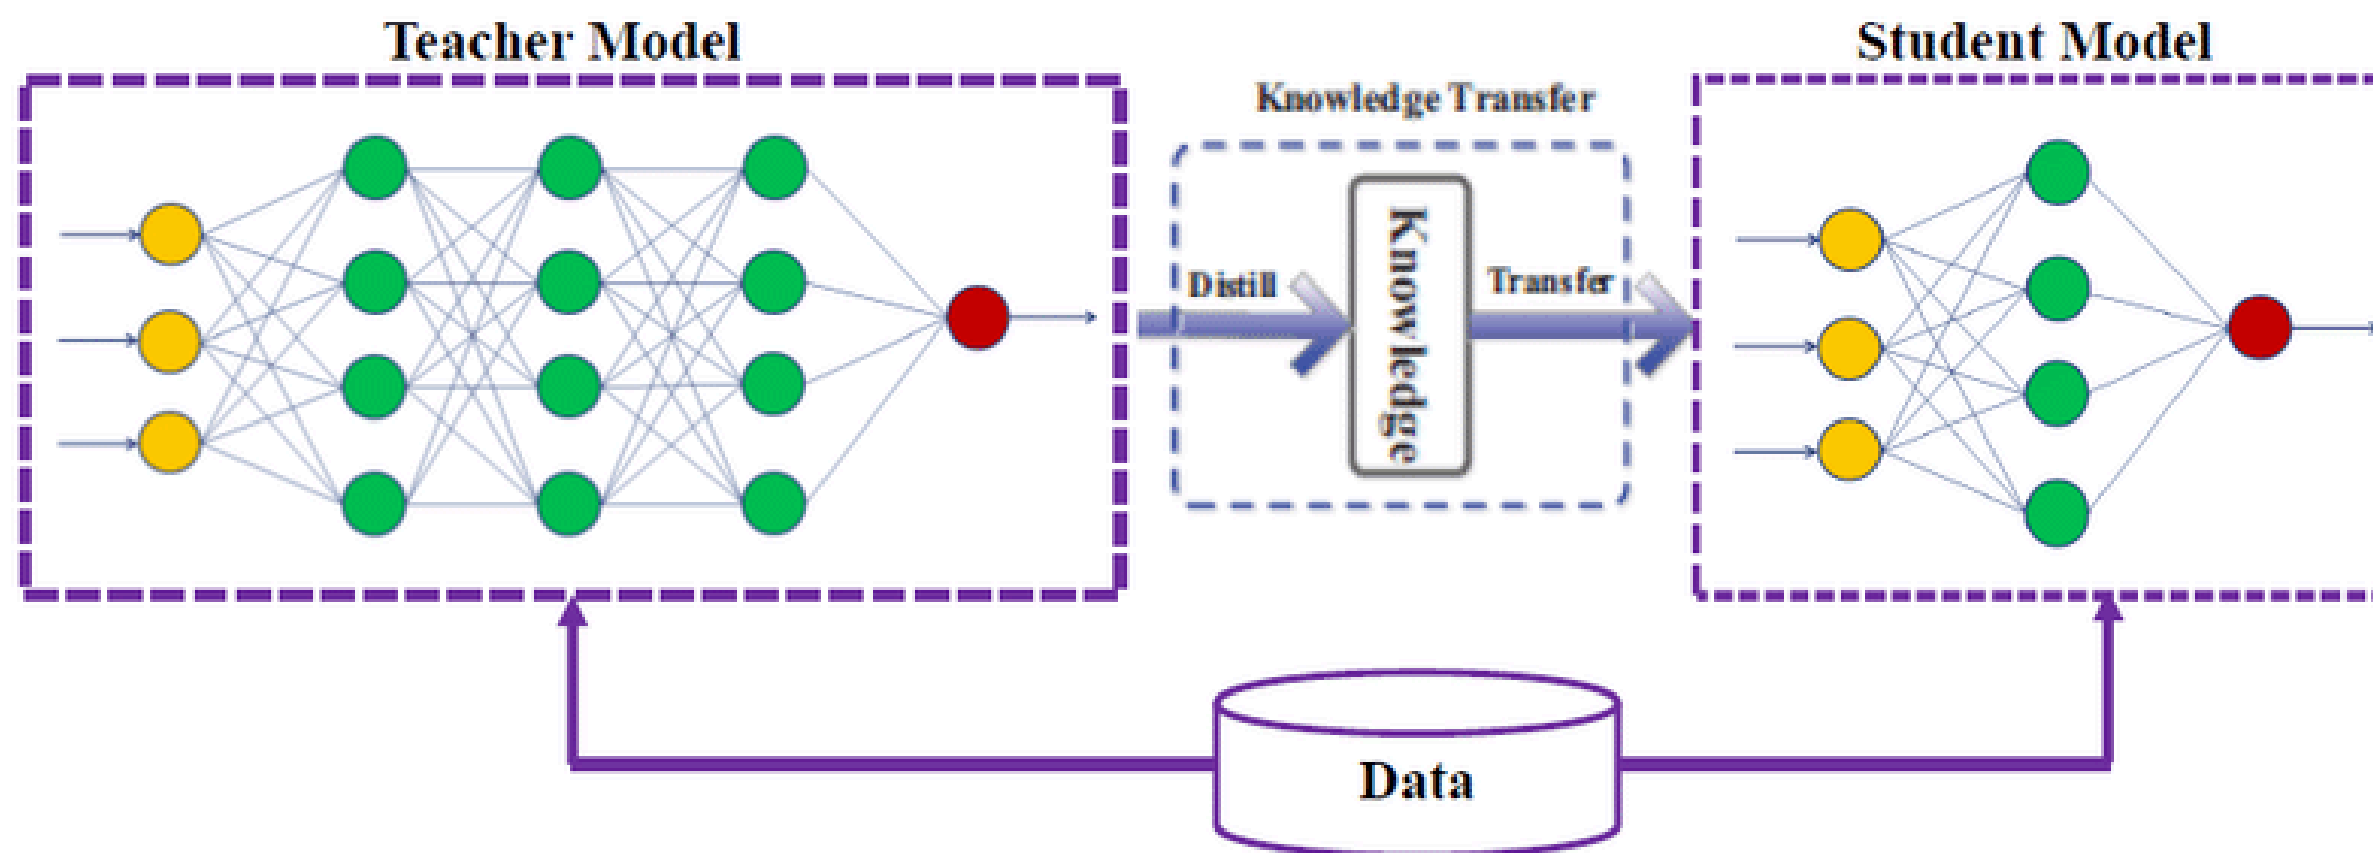 Teacher Model
Student Model
Knowledge Transfer
Distill
Knowledge
Transfer
Data